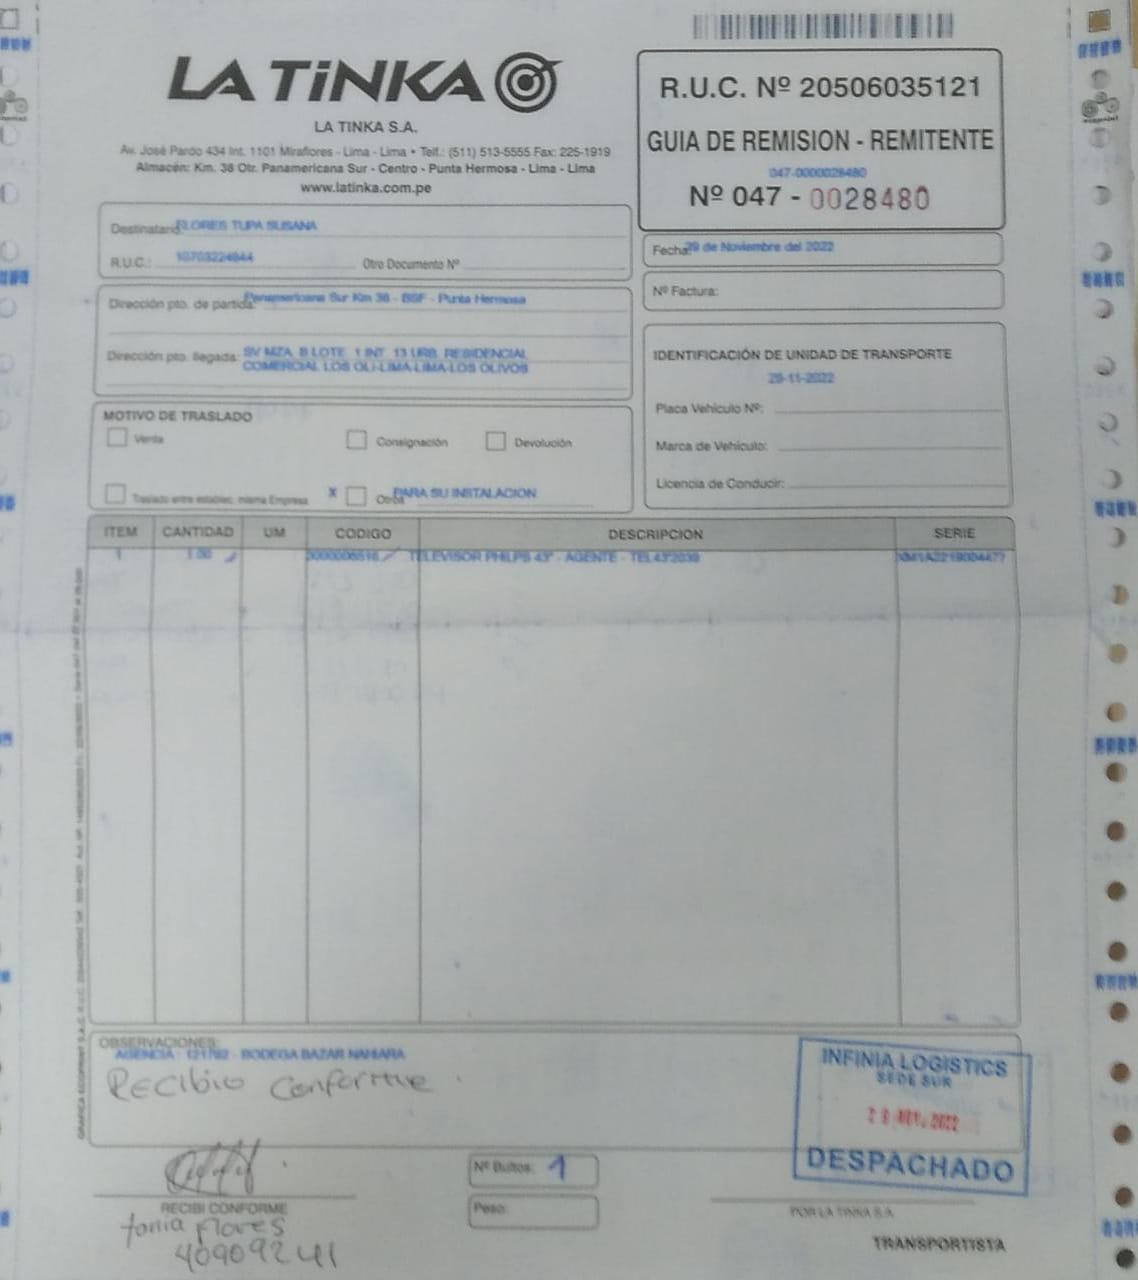 LA TiNKA
LA TINKA S.A.
Av. José Pardo 434 Int. 1101 Miraflores - Lima - Lima • Telf.: (511) 513-5555 Fax: 225-1919
Almacén: Km. 38 Otr. Panamericana Sur - Centro - Punta Hermosa - Lima - Lima
www.latinka.com.pe
R.U.C. Nº 20506035121
GUIA DE REMISION - REMITENTE
047-0000028480
Nº 047 - 0028480
Destinatario FLORES TUPA SUSANA
R.U.C.: 10703224844 Otro Documento Nº
Fecha: 29 de Noviembre del 2022
Nº Factura:
Dirección pto. de partida: Panamericana Sur Km 38 - BSF - Punta Hermosa
Dirección pto. llegada: SV MZA. B LOTE. 1 INT. 13 URB. RESIDENCIAL
COMERCIAL LOS OLI-LIMA-LIMA-LOS OLIVOS
IDENTIFICACIÓN DE UNIDAD DE TRANSPORTE
29-11-2022
Placa Vehículo Nº:
Marca de Vehículo:
Licencia de Conducir:
MOTIVO DE TRASLADO
Venta Consignación Devolución
Traslado entre establec. misma Empresa X Otros PARA SU INSTALACION
ITEM CANTIDAD UM CODIGO DESCRIPCION SERIE
1 1.00 TELEVISOR PHILPS 43" - AGENTE - TEL43"2039
OBSERVACIONES:
AGENCIA - 121782 - BODEGA BAZAR NAHIARA
Recibio Conforme
INFINIA LOGISTICS
SEDE SUR
29 NOV. 2022
DESPACHADO
Nº Bultos: 1
Peso:
RECIBI CONFORME
tania Flores
40909241
POR LA TINKA S.A.
TRANSPORTISTA